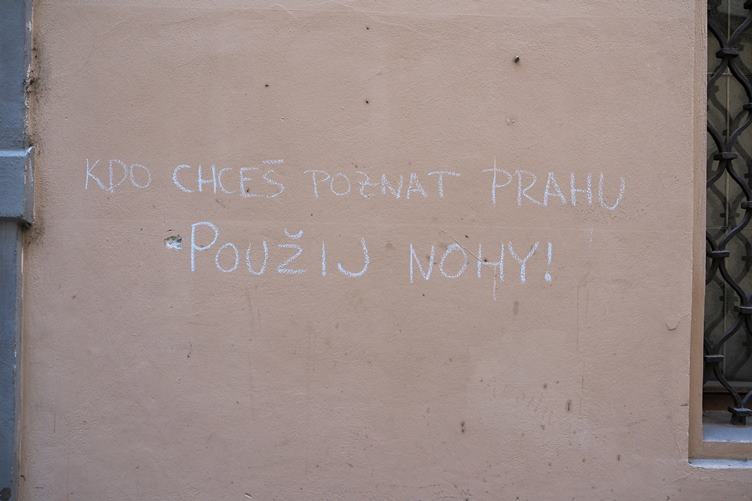 KDO CHCEŠ POZNAT PRAHU
POUŽIJ NOHY!